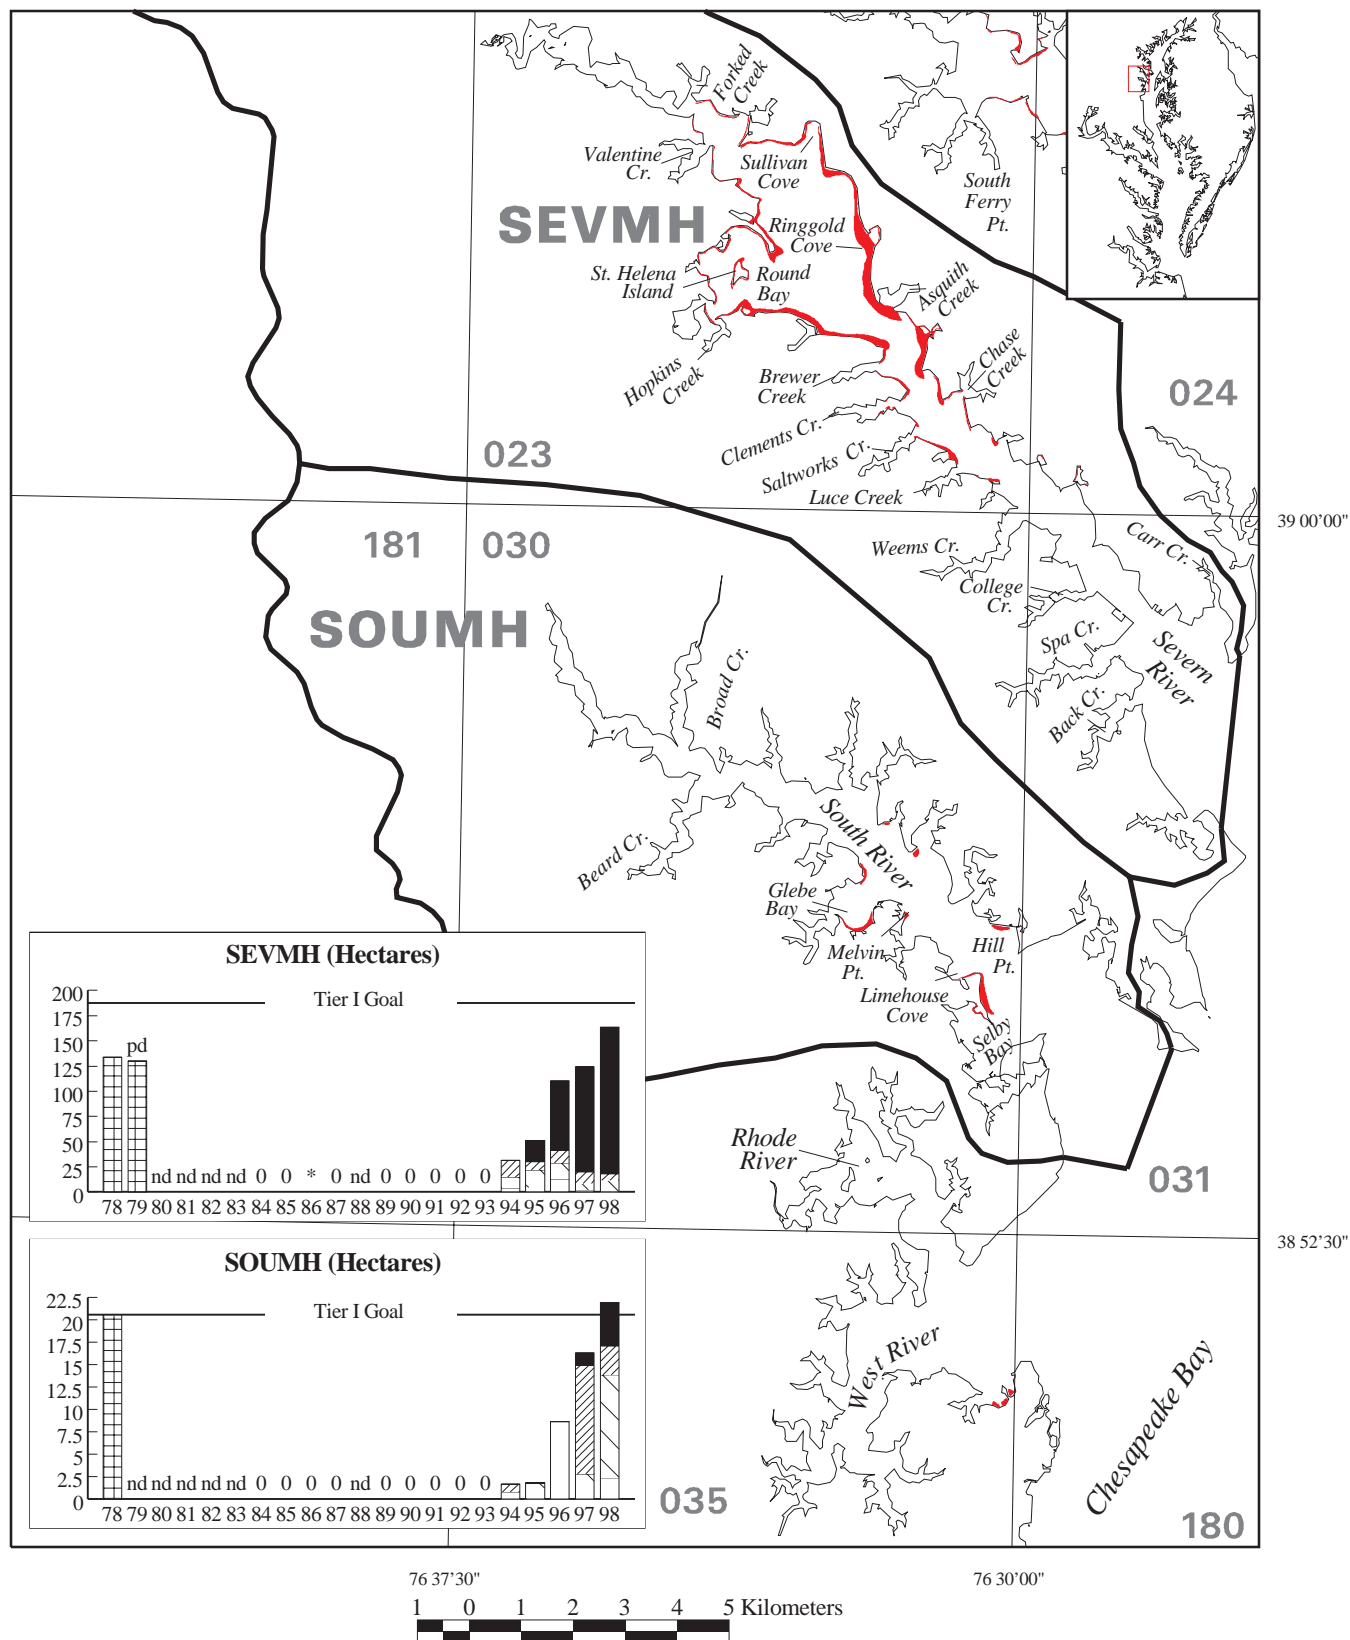 Forked
Creek
Valentine
Cr.
Sullivan
Cove
South
Ferry
Pt.
SEVMH
Ringgold
Cove
St. Helena
Island
Round
Bay
Asquith
Creek
Hopkins
Creek
Brewer
Creek
Chase
Creek
024
Clements Cr.
Saltworks Cr.
Luce Creek
023
39 00'00"
181
030
Weems Cr.
Carr Cr.
College
Cr.
SOUMH
Spa Cr.
Severn
River
Broad Cr.
Back Cr.
South River
Beard Cr.
Glebe
Bay
Melvin
Pt.
Hill
Pt.
Limehouse
Cove
Selby
Bay
SEVMH (Hectares)
Tier I Goal
200
175
150
125
100
75
50
25
0
pd
nd nd nd nd 0 0 * 0 nd 0 0 0 0 0
78 79 80 81 82 83 84 85 86 87 88 89 90 91 92 93 94 95 96 97 98
Rhode
River
031
38 52'30"
SOUMH (Hectares)
Tier I Goal
22.5
20
17.5
15
12.5
10
7.5
5
2.5
0
nd nd nd nd nd 0 0 0 0 nd 0 0 0 0 0
78 79 80 81 82 83 84 85 86 87 88 89 90 91 92 93 94 95 96 97 98
West River
Chesapeake Bay
035
180
76 37'30"
76 30'00"
1 0 1 2 3 4 5 Kilometers